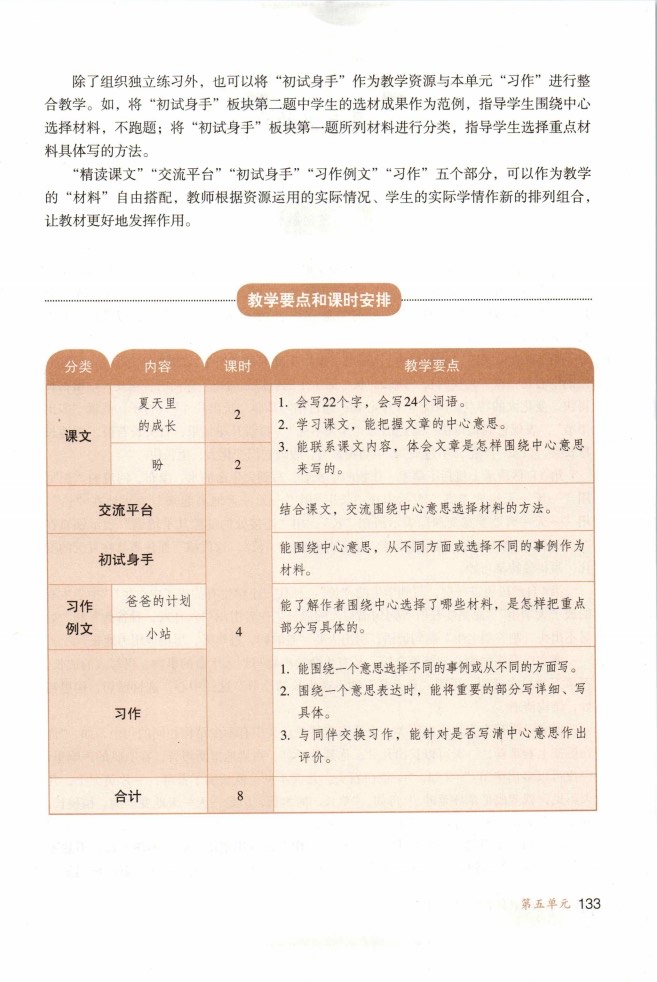 除了组织独立练习外，也可以将“初试身手”作为教学资源与本单元“习作”进行整
合教学。如，将“初试身手”板块第二题中学生的选材成果作为范例，指导学生围绕中心
选择材料，不跑题；将“初试身手”板块第一题所列材料进行分类，指导学生选择重点材
料具体写的方法。
“精读课文”“交流平台”“初试身手”“习作例文”“习作”五个部分，可以作为教学
的“材料”自由搭配，教师根据资源运用的实际情况、学生的实际学情作新的排列组合，
让教材更好地发挥作用。
教学要点和课时安排
分类 内容 课时 教学要点
课文
夏天里
的成长
2
盼
2
1. 会写22个字，会写24个词语。
2. 学习课文，能把握文章的中心意思。
3. 能联系课文内容，体会文章是怎样围绕中心意思
来写的。
交流平台
结合课文，交流围绕中心意思选择材料的方法。
初试身手
能围绕中心意思，从不同方面或选择不同的事例作为
材料。
习作
例文
爸爸的计划
小站
4
能了解作者围绕中心选择了哪些材料，是怎样把重点
部分写具体的。
习作
1. 能围绕一个意思选择不同的事例或从不同的方面写。
2. 围绕一个意思表达时，能将重要的部分写详细、写
具体。
3. 与同伴交换习作，能针对是否写清中心意思作出
评价。
合计 8
第五单元 133